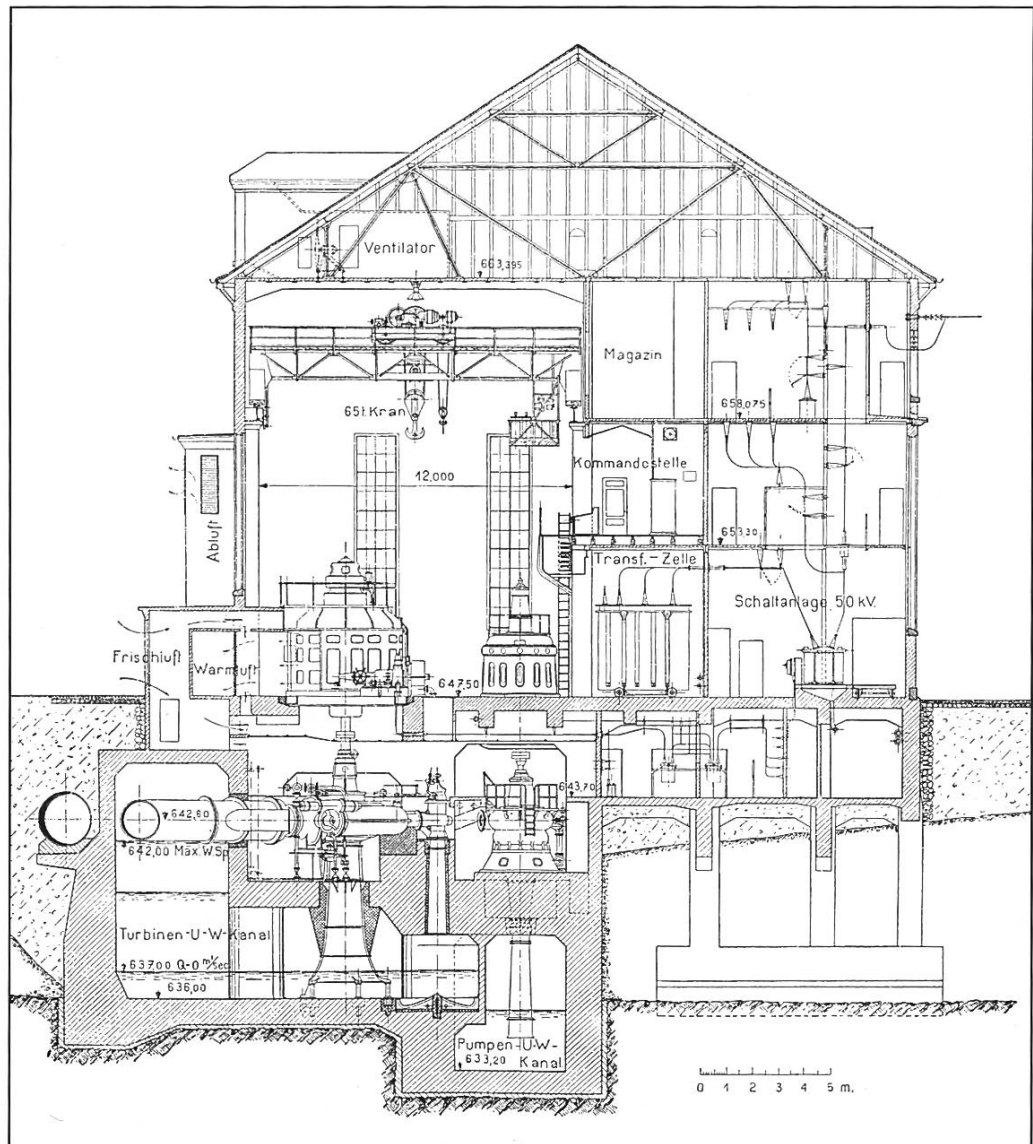 Ventilator
663,395
Magazin
65 t. Kran
658,075
Kommandostelle
12,000
Abluft
653,30
Transf.-Zelle
Schaltanlage 50 kV.
Frischluft
Warmluft
647,50
643,70
642,80
642,00 Max. W.Sp.
Turbinen-U-W-Kanal
637,00 Q=0 m³/sec
636,00
Pumpen-U-W-
Kanal
633,20
0 1 2 3 4 5 m.